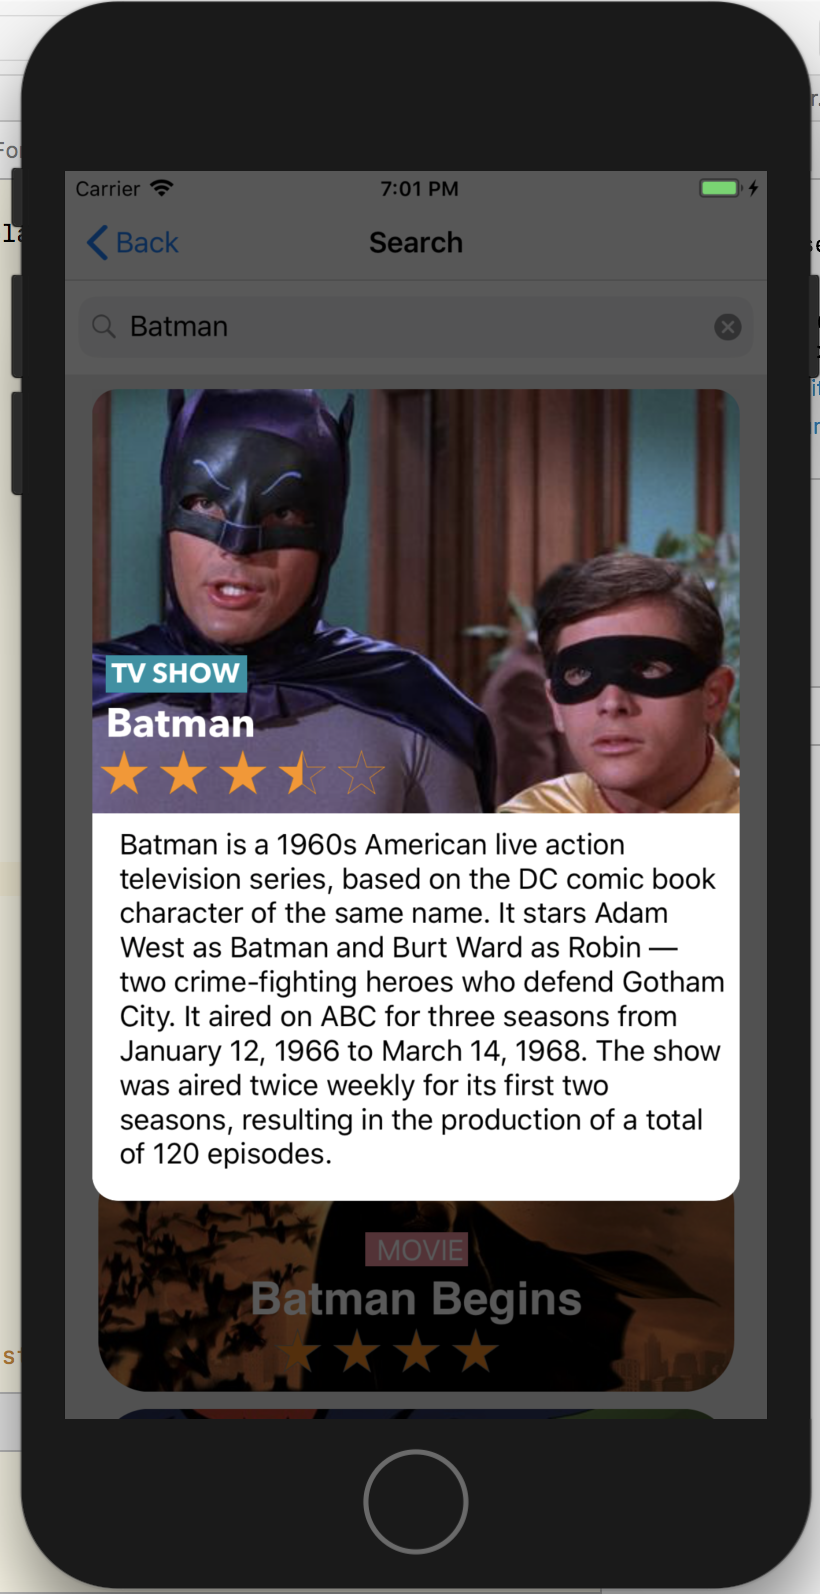 Carrier 7:01 PM
Back Search
Batman
TV SHOW
Batman
Batman is a 1960s American live action
television series, based on the DC comic book
character of the same name. It stars Adam
West as Batman and Burt Ward as Robin —
two crime-fighting heroes who defend Gotham
City. It aired on ABC for three seasons from
January 12, 1966 to March 14, 1968. The show
was aired twice weekly for its first two
seasons, resulting in the production of a total
of 120 episodes.
MOVIE
Batman Begins